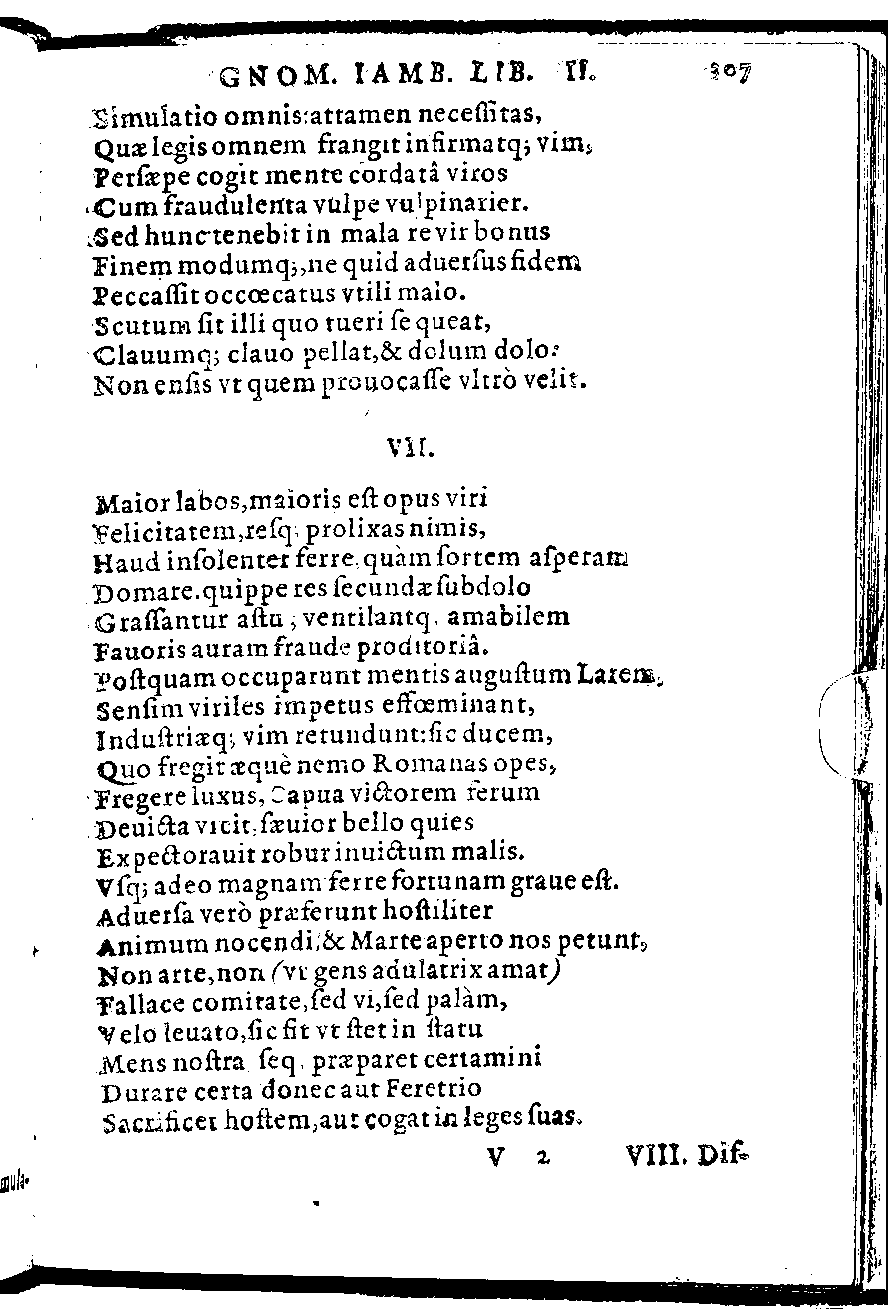 GNOM. IAMB. LIB. II. 307
Simulatio omnis:attamen neceſſitas,
Quæ legis omnem frangit infirmatq; vim,
Perſæpe cogit mente cordatâ viros
Cum fraudulenta vulpe vulpinarier.
Sed hunc tenebit in mala re vir bonus
Finem modumq;,ne quid aduerſus fidem
Peccaſſit occœcatus vtili malo.
Scutum ſit illi quo tueri ſe queat,
Clauumq; clauo pellat,& dolum dolo:
Non enſis vt quem prouocaſſe vltrò velit.
VII.
Maior labos,maioris eſt opus viri
Felicitatem,reſq; prolixas nimis,
Haud inſolenter ferre,quàm ſortem aſperam
Domare.quippe res ſecundæ ſubdolo
Graſſantur aſtu ; ventilantq; amabilem
Fauoris auram fraude proditoriâ.
Poſtquam occuparunt mentis auguſtum Larem,
Senſim viriles impetus effœminant,
Induſtriæq; vim retundunt:ſic ducem,
Quo fregit æquè nemo Romanas opes,
Fregere luxus, Capua victorem ferum
Deuicta vicit, ſæuior bello quies
Expectorauit robur inuictum malis.
Vſq; adeo magnam ferre fortunam graue eſt.
Aduerſa verò præferunt hoſtiliter
Animum nocendi,& Marte aperto nos petunt,
Non arte,non (vt gens adulatrix amat)
Fallace comitate,ſed vi,ſed palàm,
Velo leuato,ſic fit vt ſtet in ſtatu
Mens noſtra ſeq; præparet certamini
Durare certa donec aut Feretrio
Sacrificet hoſtem,aut cogat in leges ſuas.
V 2 VIII. Diſ-
mula-